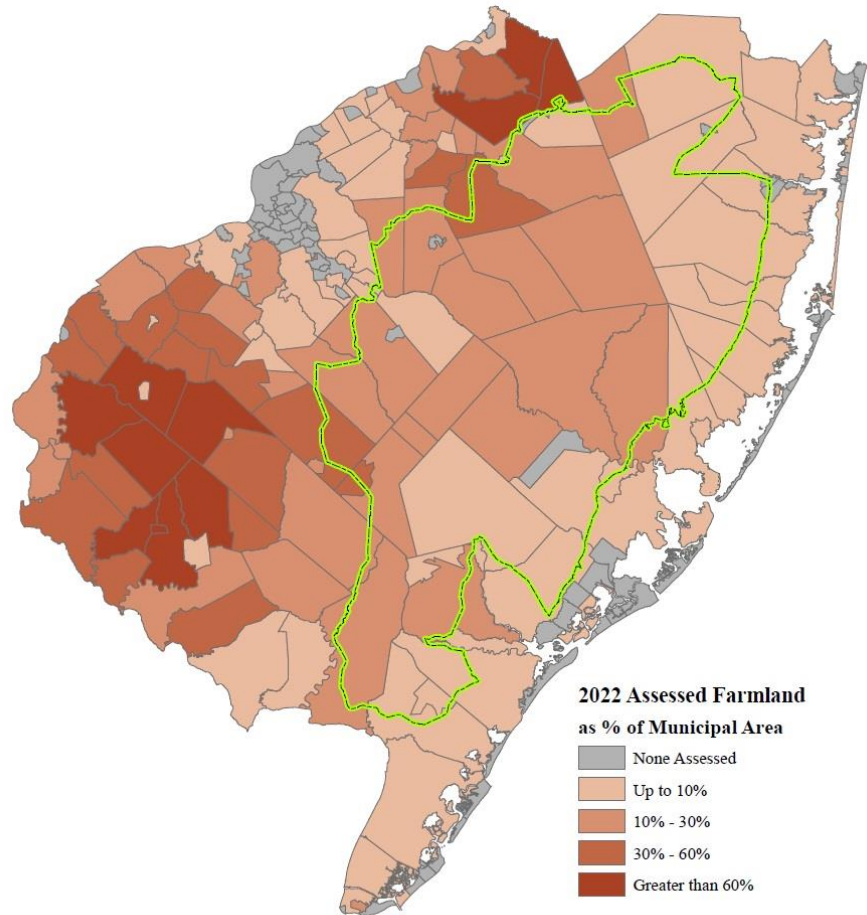 2022 Assessed Farmland
as % of Municipal Area
None Assessed
Up to 10%
10% - 30%
30% - 60%
Greater than 60%